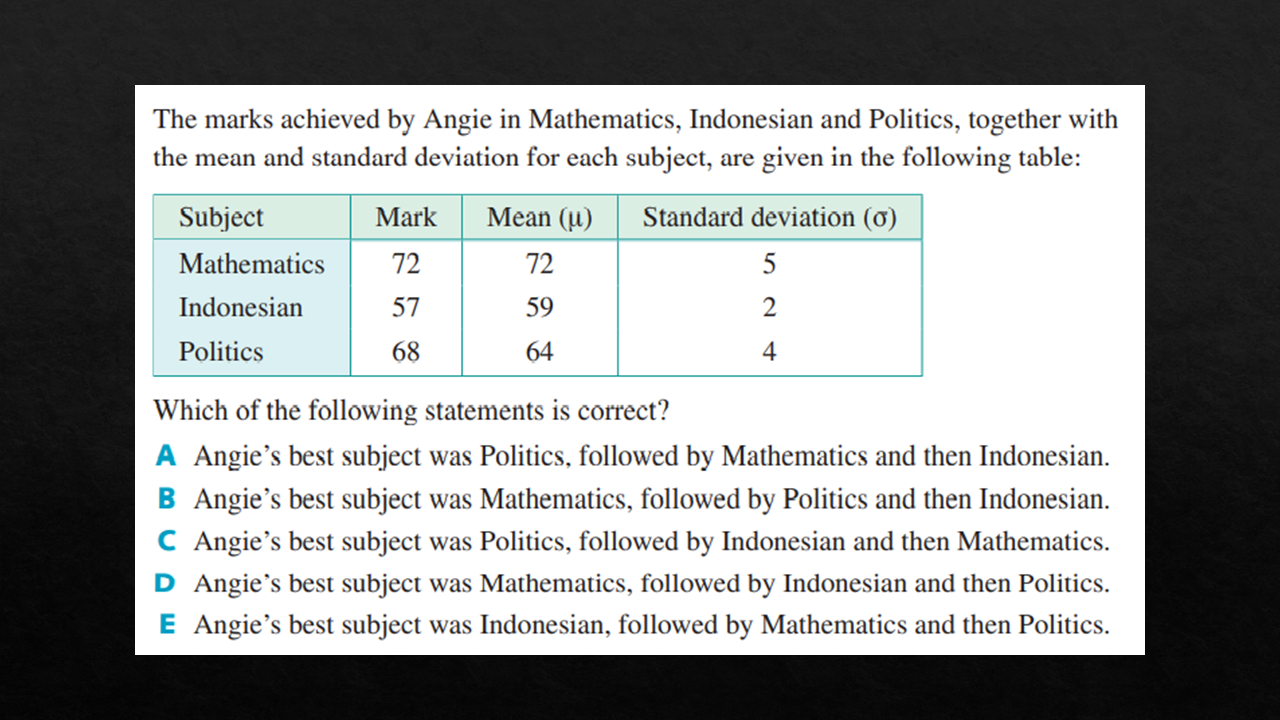 The marks achieved by Angie in Mathematics, Indonesian and Politics, together with
the mean and standard deviation for each subject, are given in the following table:
Subject Mark Mean (μ) Standard deviation (σ)
Mathematics 72 72 5
Indonesian 57 59 2
Politics 68 64 4
Which of the following statements is correct?
A Angie's best subject was Politics, followed by Mathematics and then Indonesian.
B Angie's best subject was Mathematics, followed by Politics and then Indonesian.
C Angie's best subject was Politics, followed by Indonesian and then Mathematics.
D Angie's best subject was Mathematics, followed by Indonesian and then Politics.
E Angie's best subject was Indonesian, followed by Mathematics and then Politics.